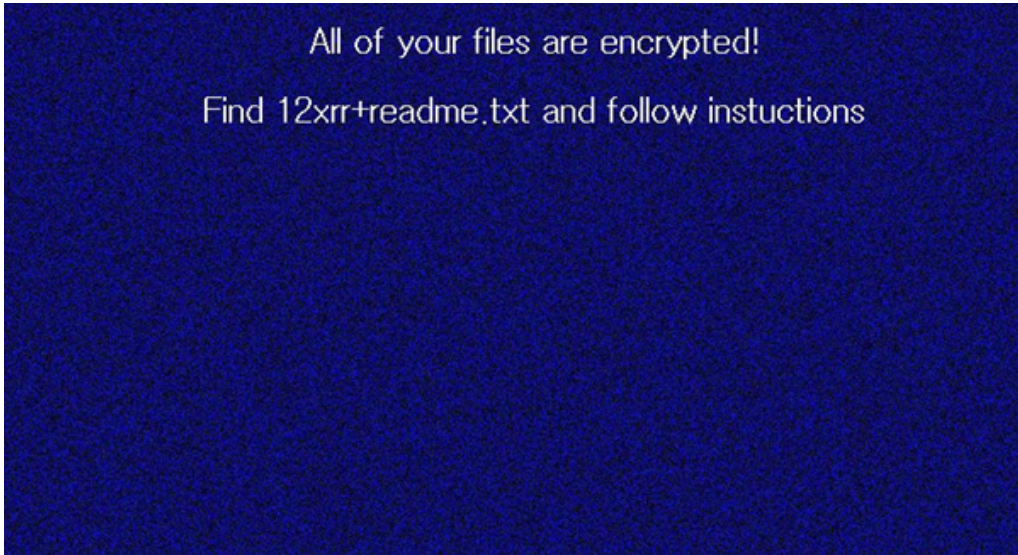 All of your files are encrypted!
Find 12xrr+readme.txt and follow instuctions